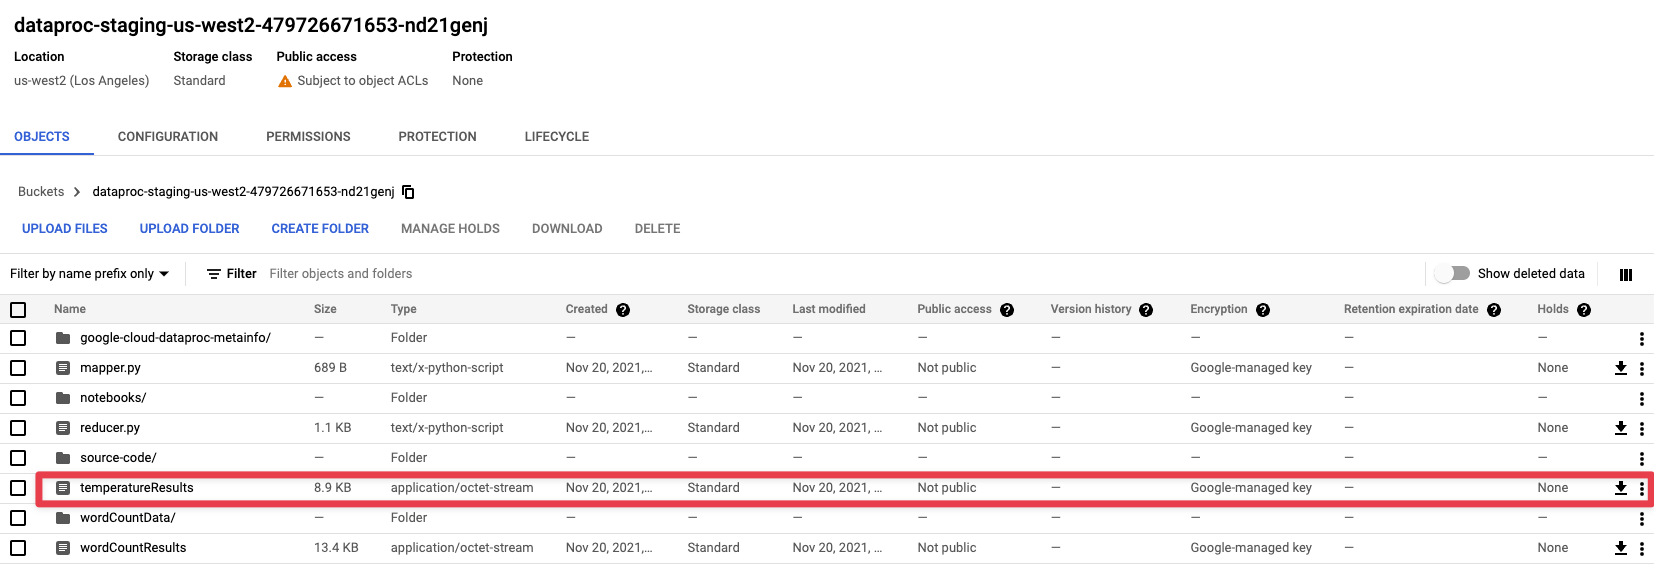 dataproc-staging-us-west2-479726671653-nd21genj
Location Storage class Public access Protection
us-west2 (Los Angeles) Standard Subject to object ACLs None
OBJECTS CONFIGURATION PERMISSIONS PROTECTION LIFECYCLE
Buckets > dataproc-staging-us-west2-479726671653-nd21genj
UPLOAD FILES UPLOAD FOLDER CREATE FOLDER MANAGE HOLDS DOWNLOAD DELETE
Filter by name prefix only Filter Filter objects and folders Show deleted data
Name Size Type Created ? Storage class Last modified Public access ? Version history ? Encryption ? Retention expiration date ? Holds ?
google-cloud-dataproc-metainfo/ — Folder — — — — — — — —
mapper.py 689 B text/x-python-script Nov 20, 2021,... Standard Nov 20, 2021, ... Not public — Google-managed key — None
notebooks/ — Folder — — — — — — — —
reducer.py 1.1 KB text/x-python-script Nov 20, 2021,... Standard Nov 20, 2021, ... Not public — Google-managed key — None
source-code/ — Folder — — — — — — — —
temperatureResults 8.9 KB application/octet-stream Nov 20, 2021,... Standard Nov 20, 2021, ... Not public — Google-managed key — None
wordCountData/ — Folder — — — — — — — —
wordCountResults 13.4 KB application/octet-stream Nov 20, 2021,... Standard Nov 20, 2021, ... Not public — Google-managed key — None